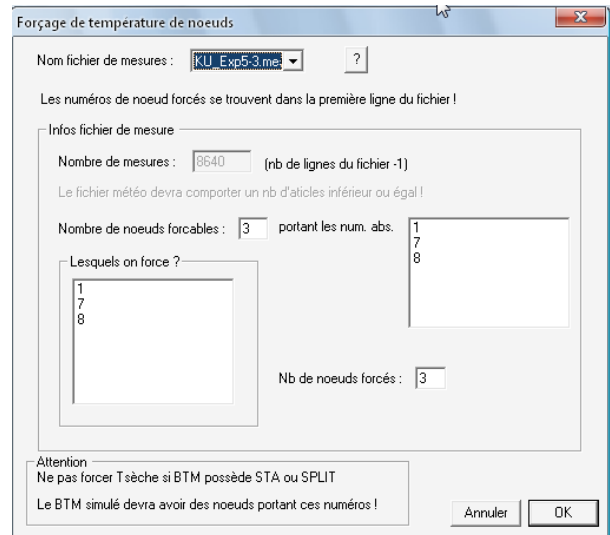 Forçage de température de noeuds
Nom fichier de mesures : KU_Exp5-3.me: ?
Les numéros de noeud forcés se trouvent dans la première ligne du fichier !
Infos fichier de mesure
Nombre de mesures : 8640 (nb de lignes du fichier -1)
Le fichier météo devra comporter un nb d'aticles inférieur ou égal !
Nombre de noeuds forcables : 3 portant les num. abs.
1
7
8
Lesquels on force ?
1
7
8
Nb de noeuds forcés : 3
Attention
Ne pas forcer Tsèche si BTM possède STA ou SPLIT
Le BTM simulé devra avoir des noeuds portant ces numéros !
Annuler OK